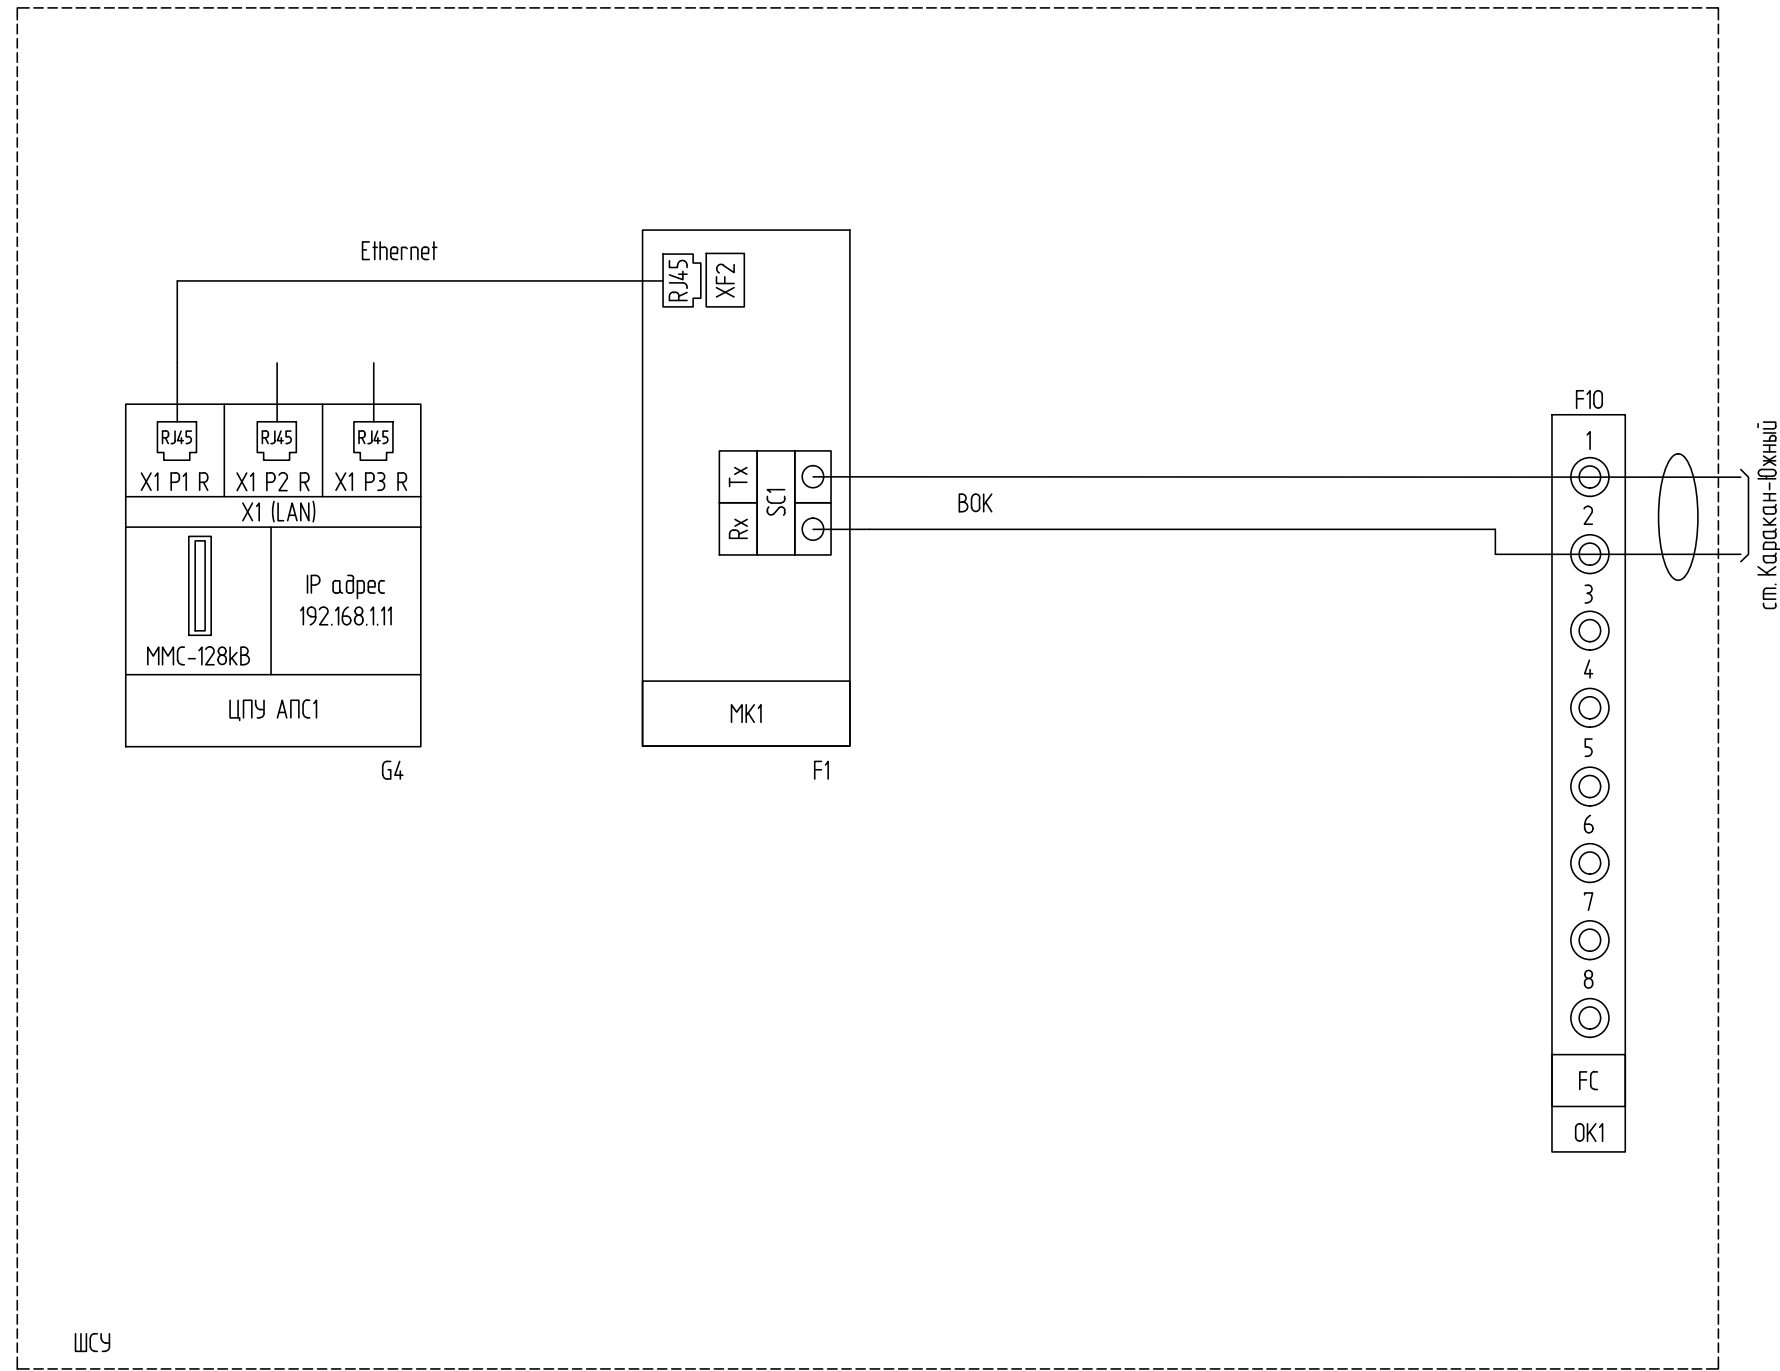 Ethernet
RJ45
XF2
RJ45
RJ45
RJ45
X1 P1 R
X1 P2 R
X1 P3 R
X1 (LAN)
IP адрес
192.168.1.11
MMC-128kB
ЦПУ АПС1
G4
Tx
Rx
SC1
МК1
F1
ВОК
F10
1
2
3
4
5
6
7
8
FC
ОК1
ст. Каракан-Южный
ШСУ